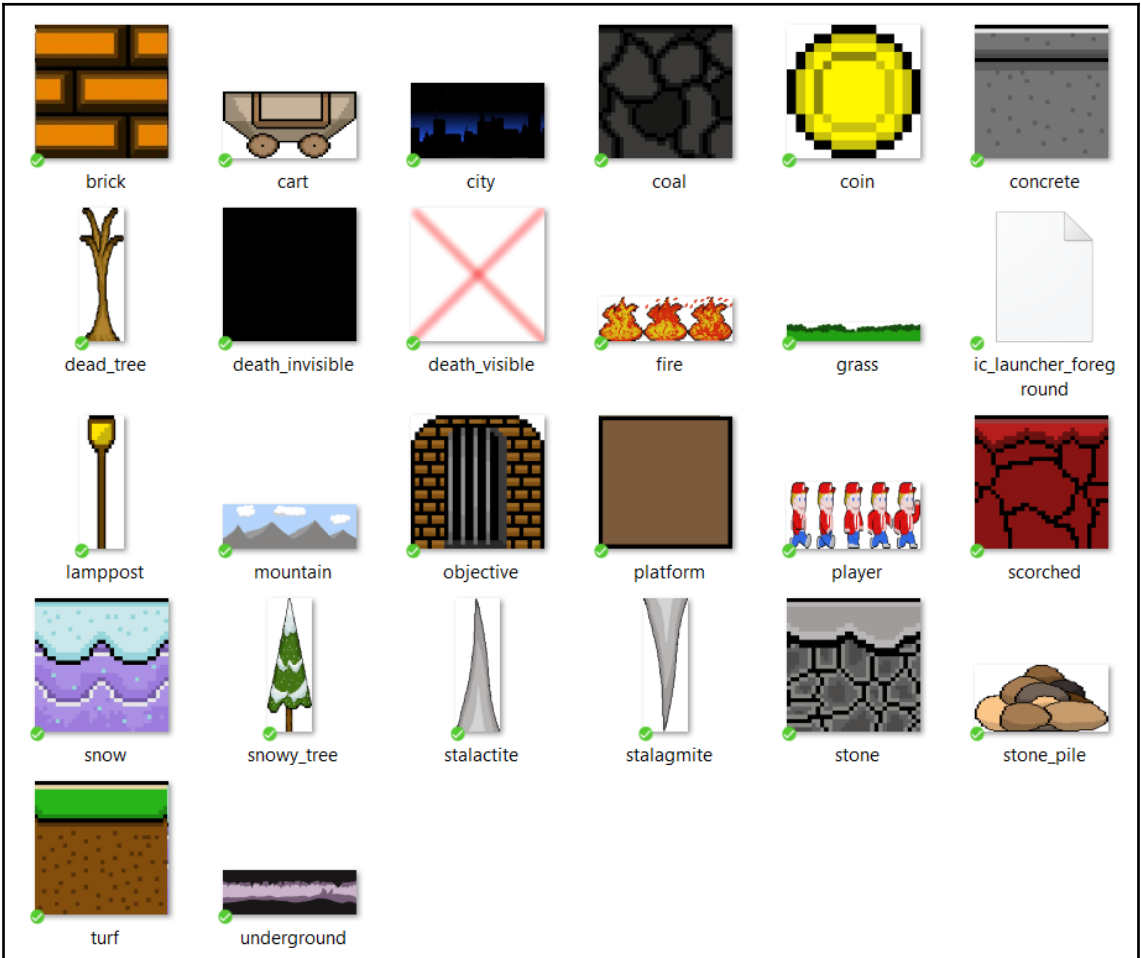 brick
cart
city
coal
coin
concrete
dead_tree
death_invisible
death_visible
fire
grass
ic_launcher_foreg
round
lamppost
mountain
objective
platform
player
scorched
snow
snowy_tree
stalactite
stalagmite
stone
stone_pile
turf
underground